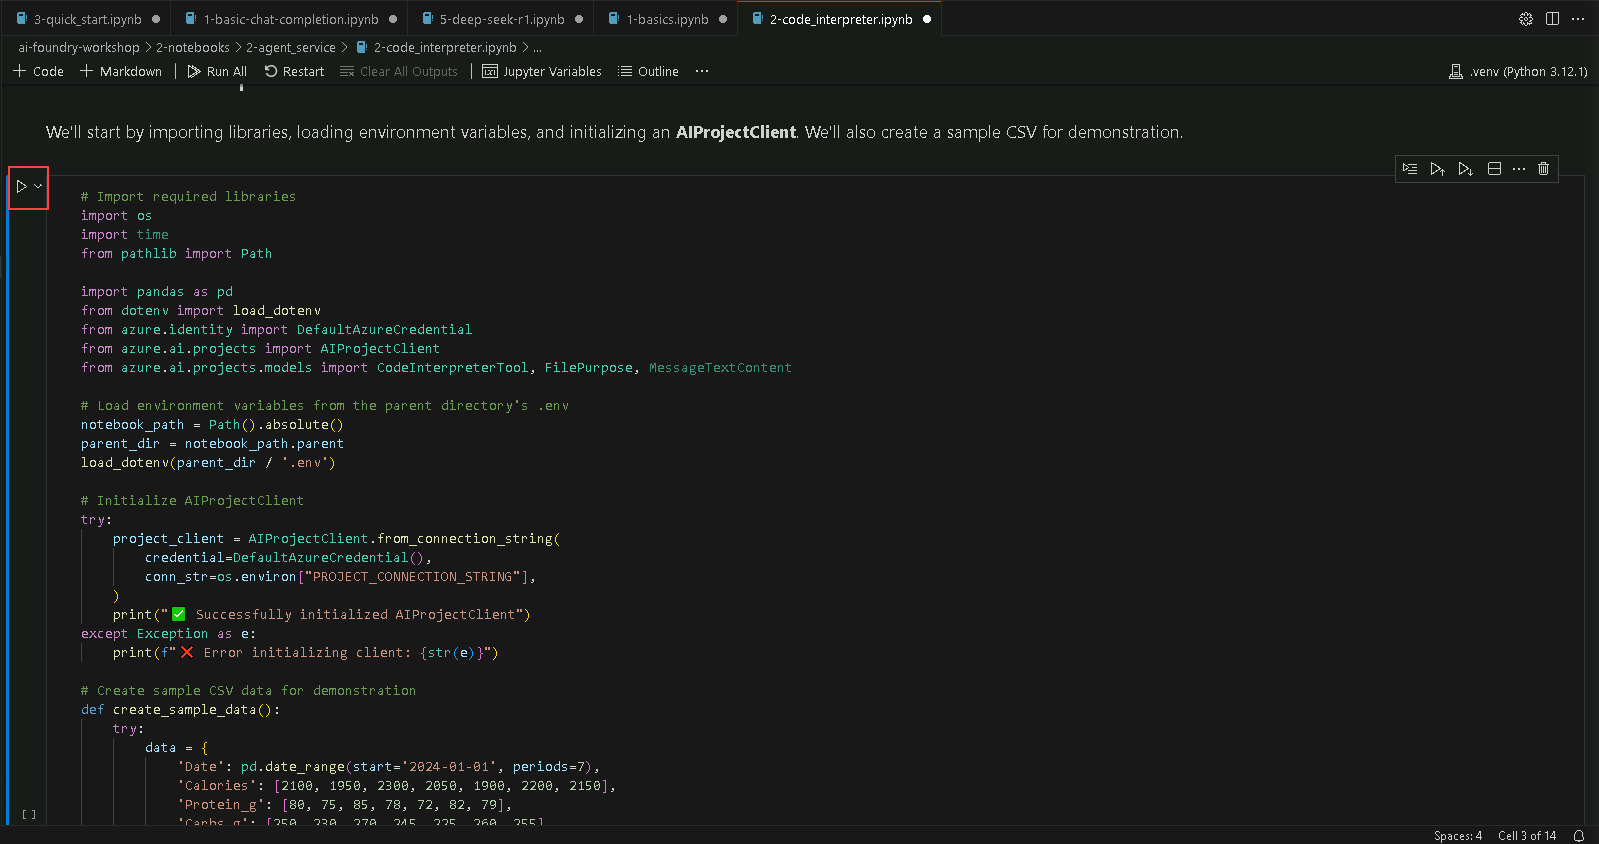 3-quick_start.ipynb 1-basic-chat-completion.ipynb 5-deep-seek-r1.ipynb 1-basics.ipynb 2-code_interpreter.ipynb
ai-foundry-workshop > 2-notebooks > 2-agent_service > 2-code_interpreter.ipynb > ...
+ Code + Markdown Run All Restart Clear All Outputs Jupyter Variables Outline ... .venv (Python 3.12.1)
We'll start by importing libraries, loading environment variables, and initializing an AIProjectClient. We'll also create a sample CSV for demonstration.
# Import required libraries
import os
import time
from pathlib import Path
import pandas as pd
from dotenv import load_dotenv
from azure.identity import DefaultAzureCredential
from azure.ai.projects import AIProjectClient
from azure.ai.projects.models import CodeInterpreterTool, FilePurpose, MessageTextContent
# Load environment variables from the parent directory's .env
notebook_path = Path().absolute()
parent_dir = notebook_path.parent
load_dotenv(parent_dir / '.env')
# Initialize AIProjectClient
try:
project_client = AIProjectClient.from_connection_string(
credential=DefaultAzureCredential(),
conn_str=os.environ["PROJECT_CONNECTION_STRING"],
)
print("✅ Successfully initialized AIProjectClient")
except Exception as e:
print(f"❌ Error initializing client: {str(e)}")
# Create sample CSV data for demonstration
def create_sample_data():
try:
data = {
'Date': pd.date_range(start='2024-01-01', periods=7),
'Calories': [2100, 1950, 2300, 2050, 1900, 2200, 2150],
'Protein_g': [80, 75, 85, 78, 72, 82, 79],
'Carbs_g': [250, 230, 270, 245, 225, 260, 255]
[ ]
Spaces: 4 Cell 3 of 14